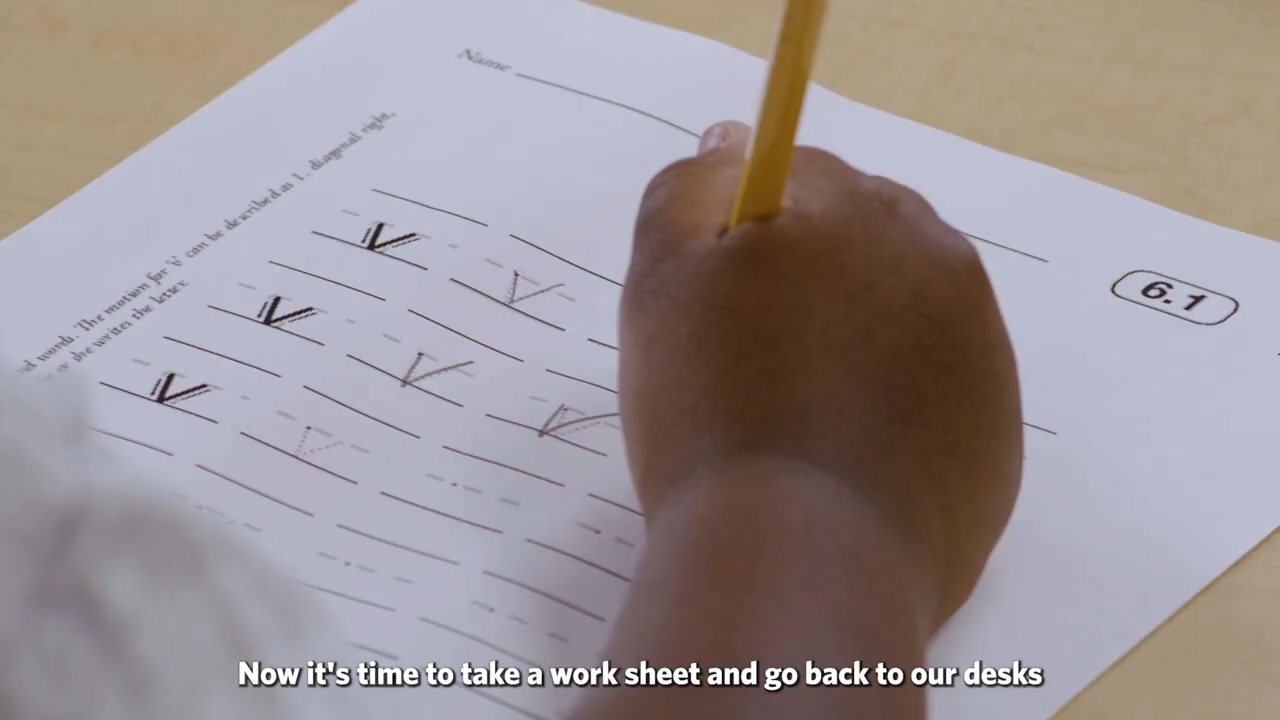 Name
6.1
words. The motion for 'v' can be described as 1. diagonal right,
or she writes the letter.
v v
v v v
v v
Now it's time to take a work sheet and go back to our desks